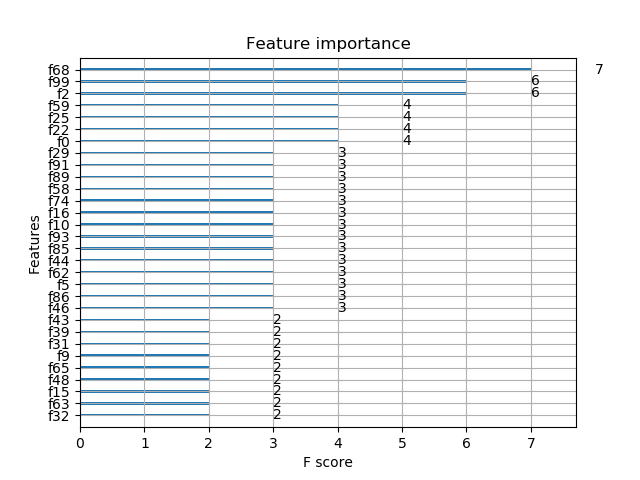 Feature importance
f68 7
f99 6
f2 6
f59 4
f25 4
f22 4
f0 4
f29 3
f91 3
f89 3
f58 3
f74 3
f16 3
f10 3
f93 3
f85 3
f44 3
f62 3
f5 3
f86 3
f46 3
f43 2
f39 2
f31 2
f9 2
f65 2
f48 2
f15 2
f63 2
f32 2
Features
0 1 2 3 4 5 6 7
F score